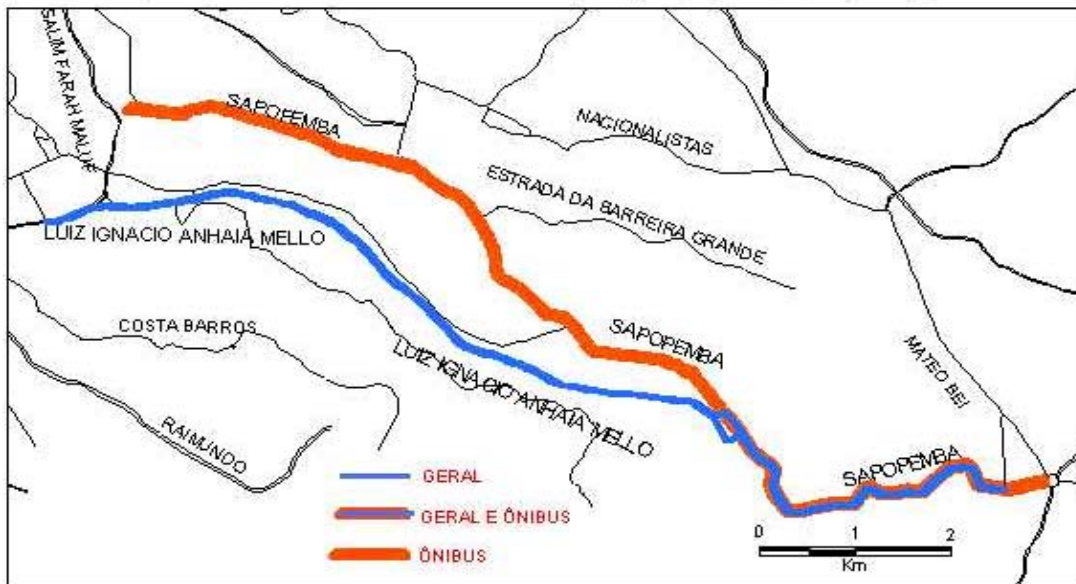 SALIM FARAH MALUF
SAPOPEMBA
NACIONALISTAS
ESTRADA DA BARREIRA GRANDE
LUIZ IGNACIO ANHAIA MELLO
COSTA BARROS
SAPOPEMBA
LUIZ IGNACIO ANHAIA MELLO
MATEO BEI
RAIMUNDO
SAPOPEMBA
GERAL
GERAL E ÔNIBUS
ÔNIBUS
0 1 2
Km